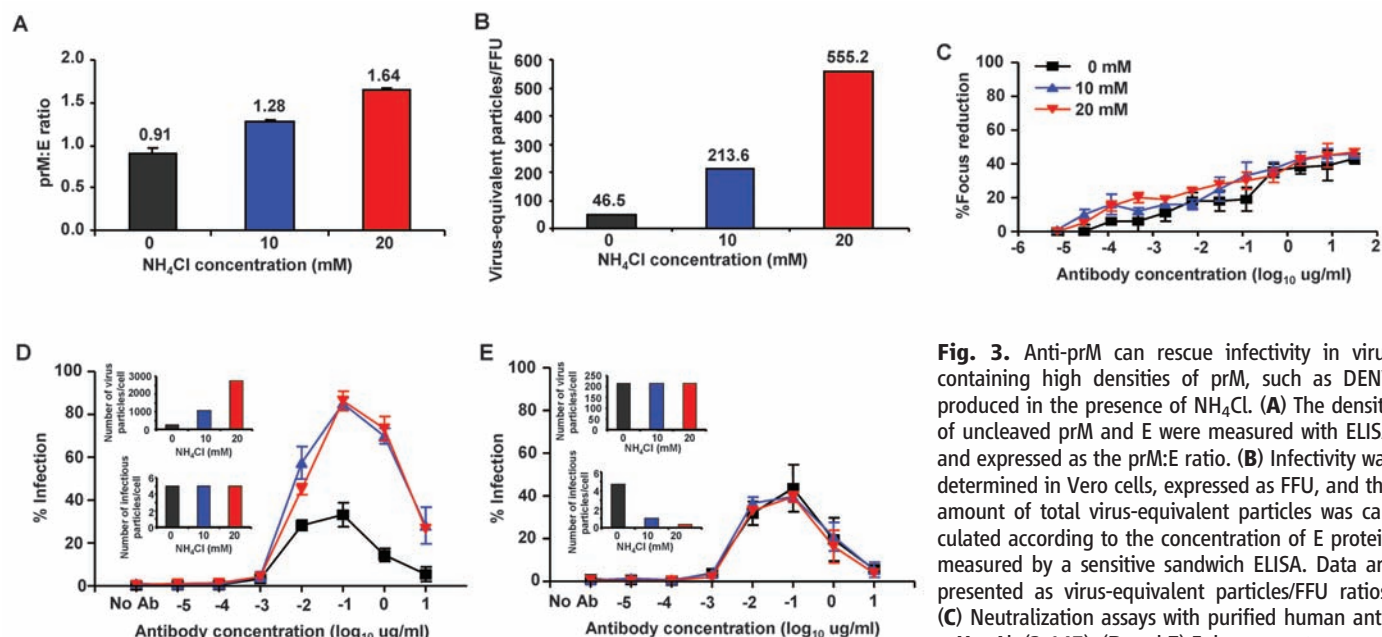 A
prM:E ratio
2.0
1.5
1.0
0.5
0.0
0.91
1.28
1.64
0
10
20
NH4Cl concentration (mM)
B
Virus-equivalent particles/FFU
600
500
400
300
200
100
0
46.5
213.6
555.2
0
10
20
NH4Cl concentration (mM)
C
%Focus reduction
100
80
60
40
20
0
0 mM
10 mM
20 mM
-6
-5
-4
-3
-2
-1
0
1
2
Antibody concentration (log10 ug/ml)
D
% Infection
100
80
60
40
20
0
Number of virus
particles/cell
3000
2000
1000
0
0
10
20
NH4Cl (mM)
Number of infectious
particles/cell
6
4
2
0
0
10
20
NH4Cl (mM)
No Ab
-5
-4
-3
-2
-1
0
1
Antibody concentration (log10 ug/ml)
E
% Infection
100
80
60
40
20
0
Number of virus
particles/cell
250
200
150
100
50
0
0
10
20
NH4Cl (mM)
Number of infectious
particles/cell
6
4
2
0
0
10
20
NH4Cl (mM)
No Ab
-5
-4
-3
-2
-1
0
1
Antibody concentration (log10 ug/ml)
Fig. 3. Anti-prM can rescue infectivity in viru
containing high densities of prM, such as DEN
produced in the presence of NH4Cl. (A) The densit
of uncleaved prM and E were measured with ELISA
and expressed as the prM:E ratio. (B) Infectivity wa
determined in Vero cells, expressed as FFU, and th
amount of total virus-equivalent particles was cal
culated according to the concentration of E protei
measured by a sensitive sandwich ELISA. Data ar
presented as virus-equivalent particles/FFU ratios
(C) Neutralization assays with purified human ant